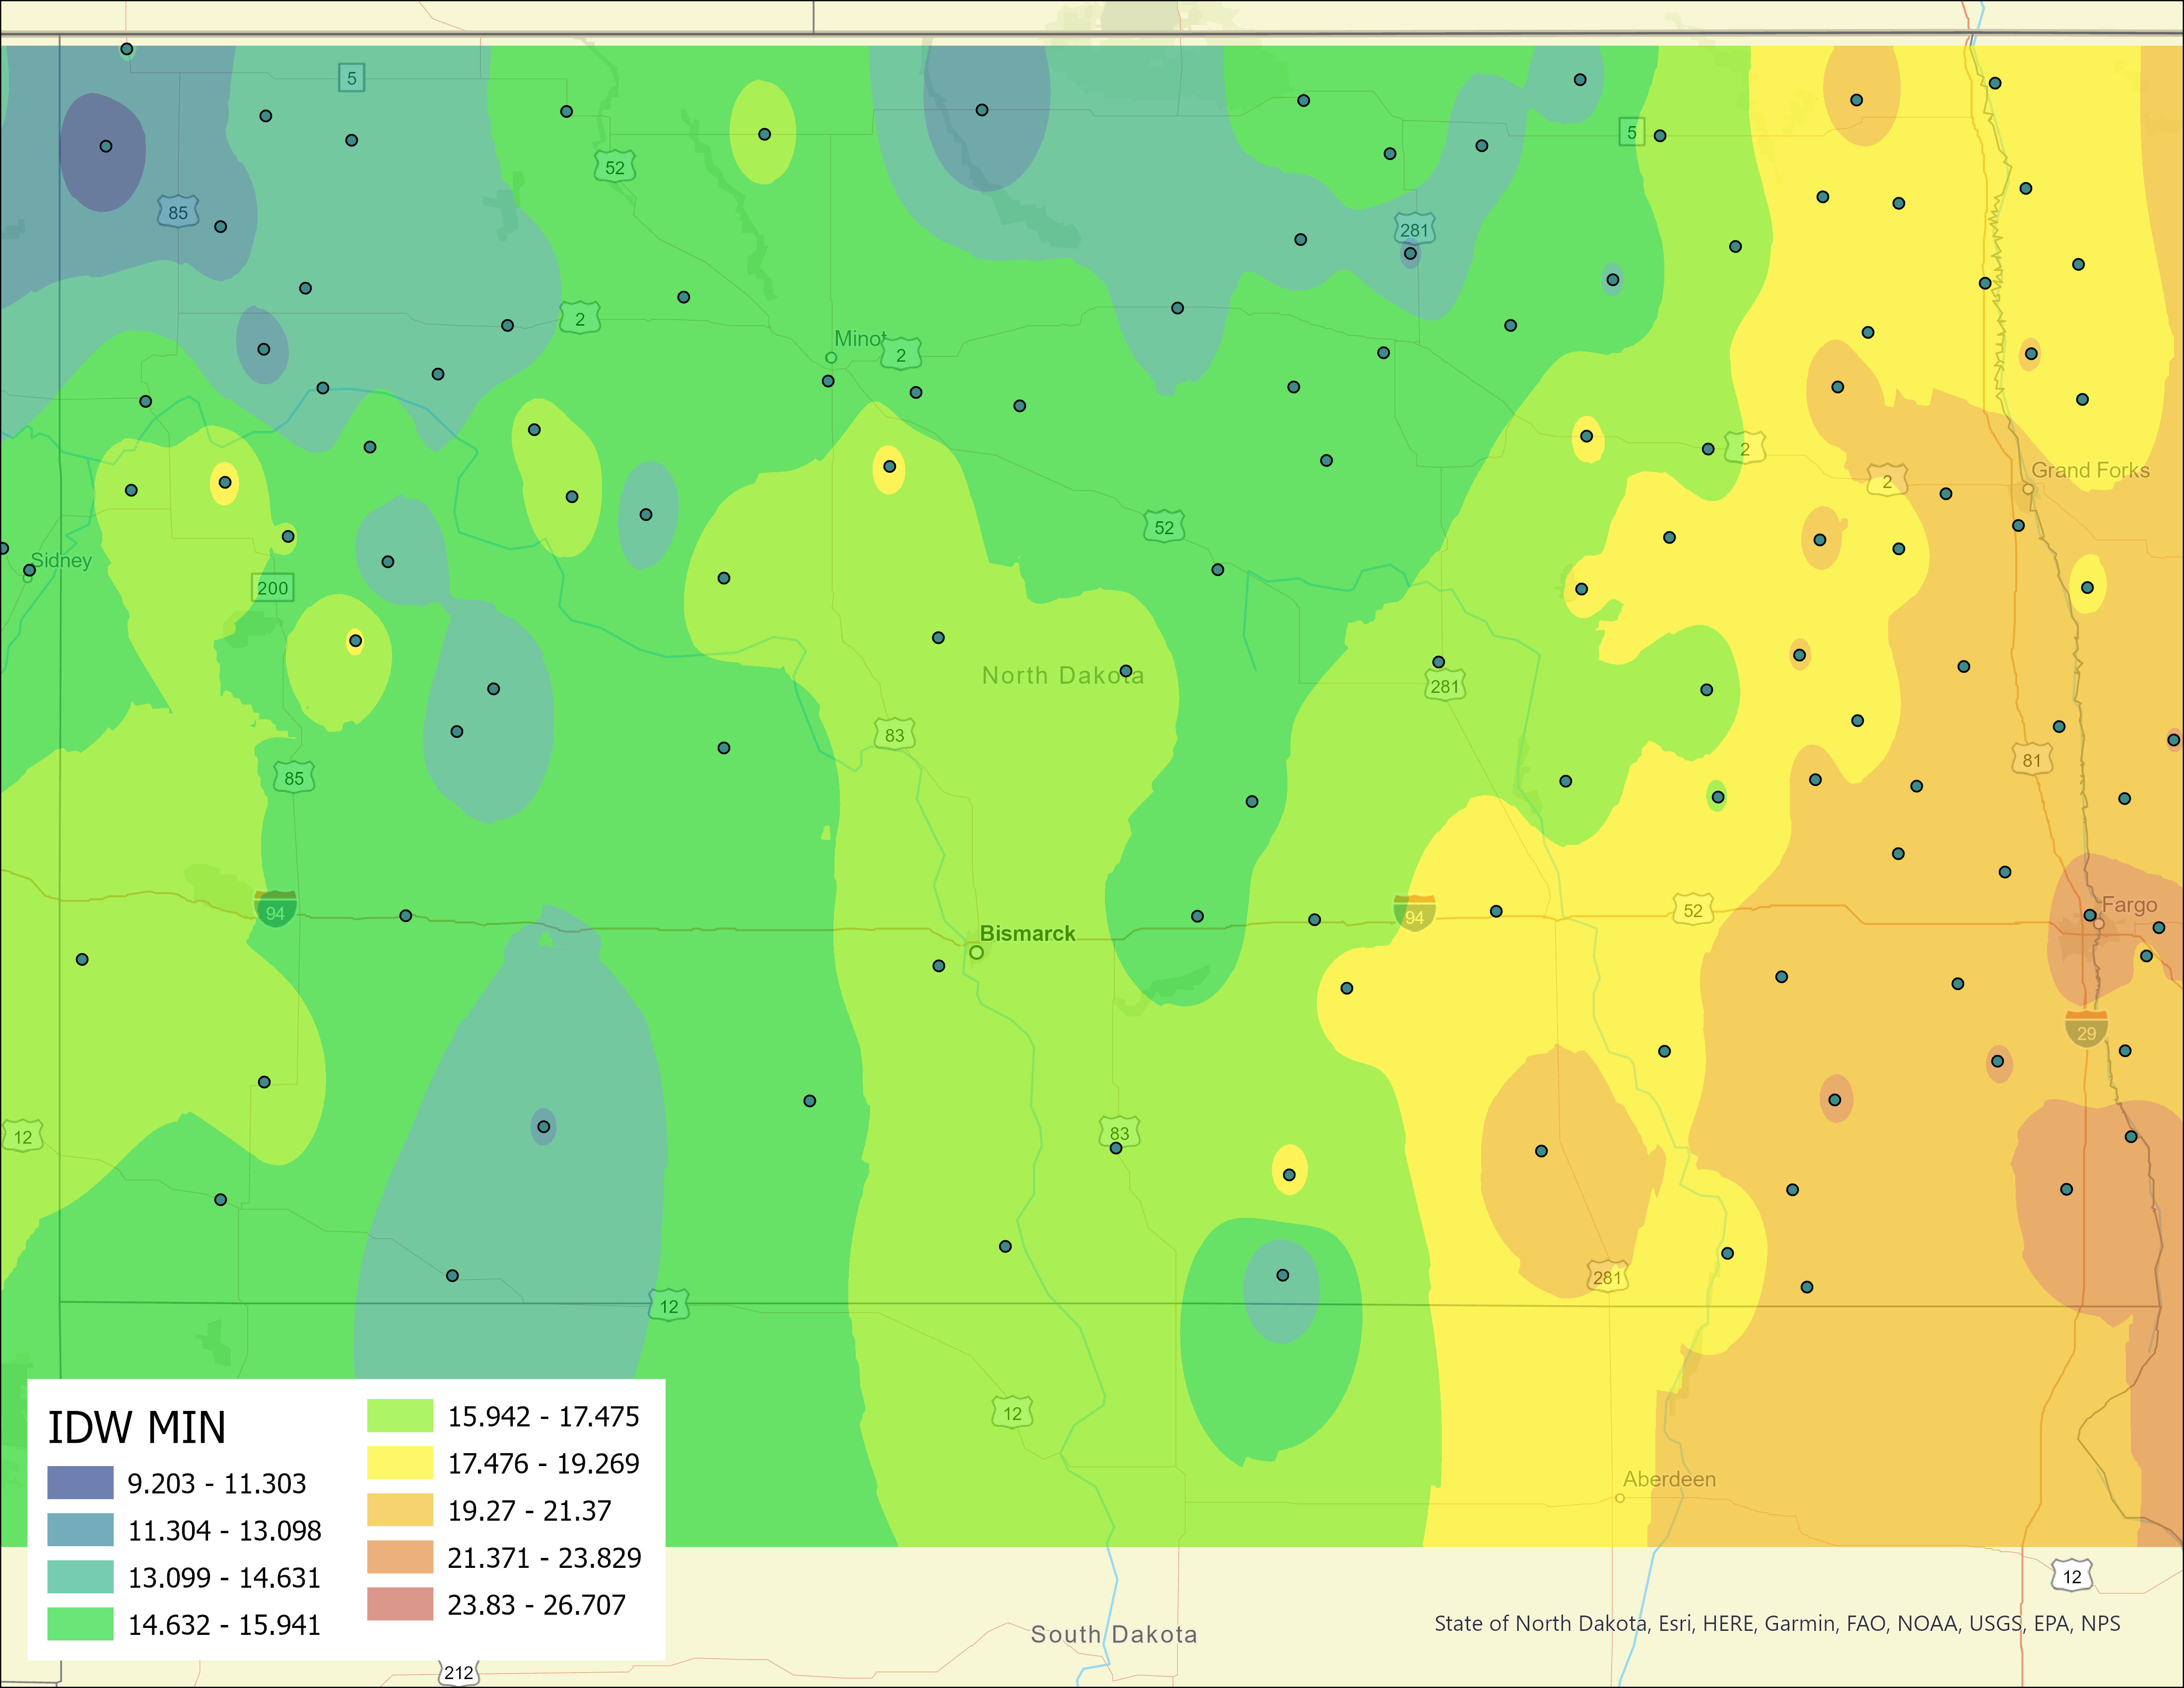 5
5
52
85
281
2
Minot
2
2
Grand Forks
2
52
Sidney
200
North Dakota
281
83
85
81
Fargo
94
94
52
Bismarck
29
12
83
281
12
12
Aberdeen
IDW MIN
9.203 - 11.303
11.304 - 13.098
13.099 - 14.631
14.632 - 15.941
15.942 - 17.475
17.476 - 19.269
19.27 - 21.37
21.371 - 23.829
23.83 - 26.707
12
State of North Dakota, Esri, HERE, Garmin, FAO, NOAA, USGS, EPA, NPS
South Dakota
212